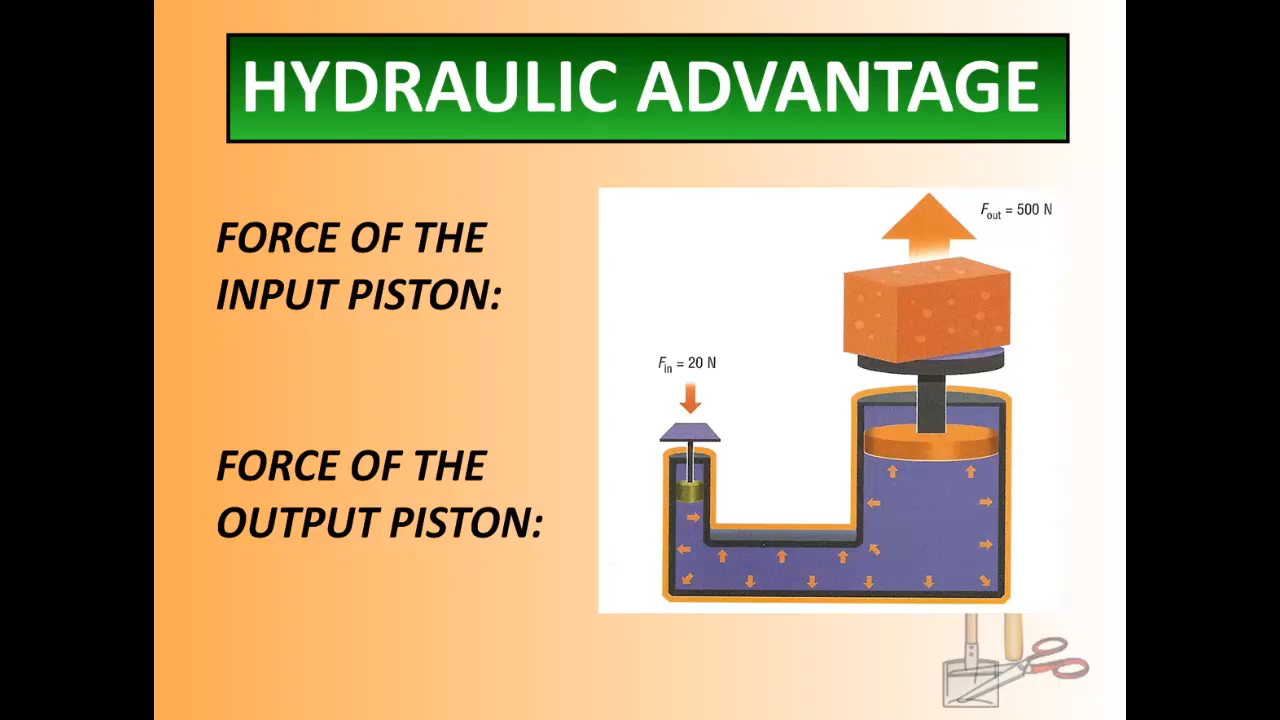 HYDRAULIC ADVANTAGE
FORCE OF THE
INPUT PISTON:
FORCE OF THE
OUTPUT PISTON:
Fout = 500 N
Fin = 20 N